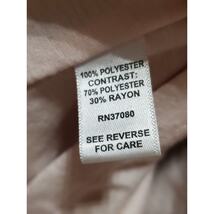 100% POLYESTER
CONTRAST:
70% POLYESTER
30% RAYON
RN37080
SEE REVERSE
FOR CARE